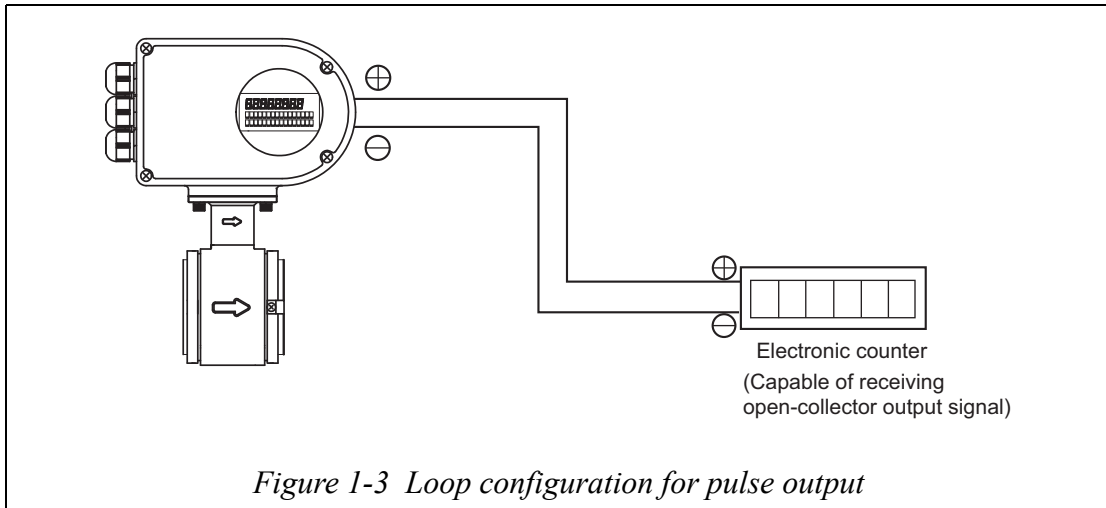 Electronic counter
(Capable of receiving
open-collector output signal)
Figure 1-3 Loop configuration for pulse output